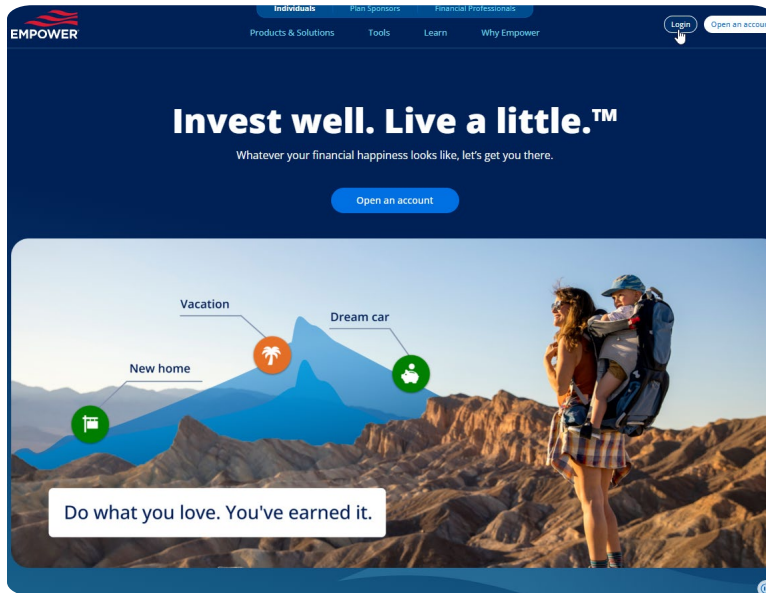 Individuals
Plan Sponsors
Financial Professionals
EMPOWER
Products & Solutions
Tools
Learn
Why Empower
Login
Open an accou
Invest well. Live a little.™
Whatever your financial happiness looks like, let's get you there.
Open an account
Vacation
Dream car
New home
Do what you love. You've earned it.